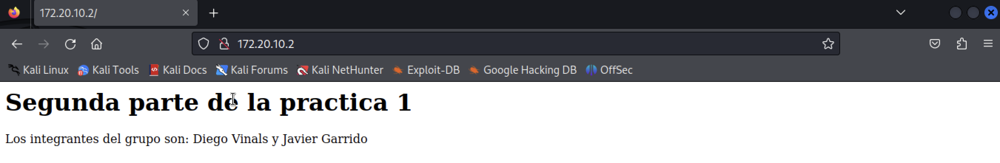 172.20.10.2/
172.20.10.2
Kali Linux Kali Tools Kali Docs Kali Forums Kali NetHunter Exploit-DB Google Hacking DB OffSec
Segunda parte de la practica 1
Los integrantes del grupo son: Diego Vinals y Javier Garrido